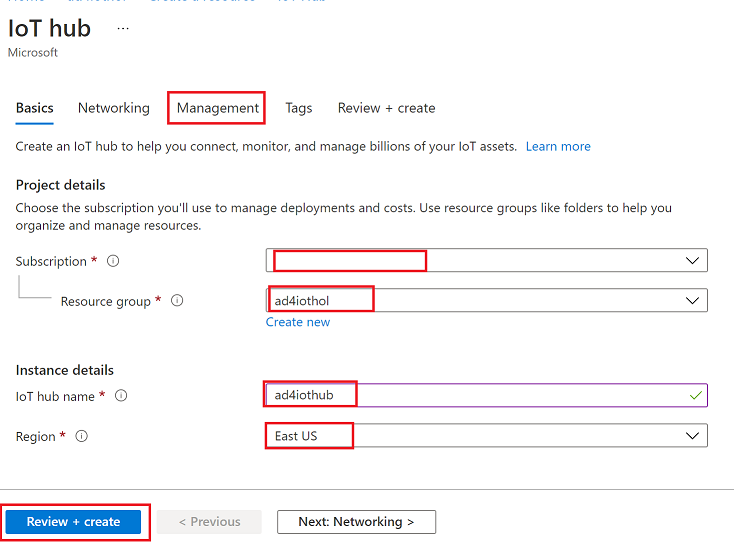 IoT hub ...
Microsoft
Basics Networking Management Tags Review + create
Create an IoT hub to help you connect, monitor, and manage billions of your IoT assets. Learn more
Project details
Choose the subscription you'll use to manage deployments and costs. Use resource groups like folders to help you
organize and manage resources.
Subscription *
Resource group * ad4iothol
Create new
Instance details
IoT hub name * ad4iothub
Region * East US
Review + create < Previous Next: Networking >